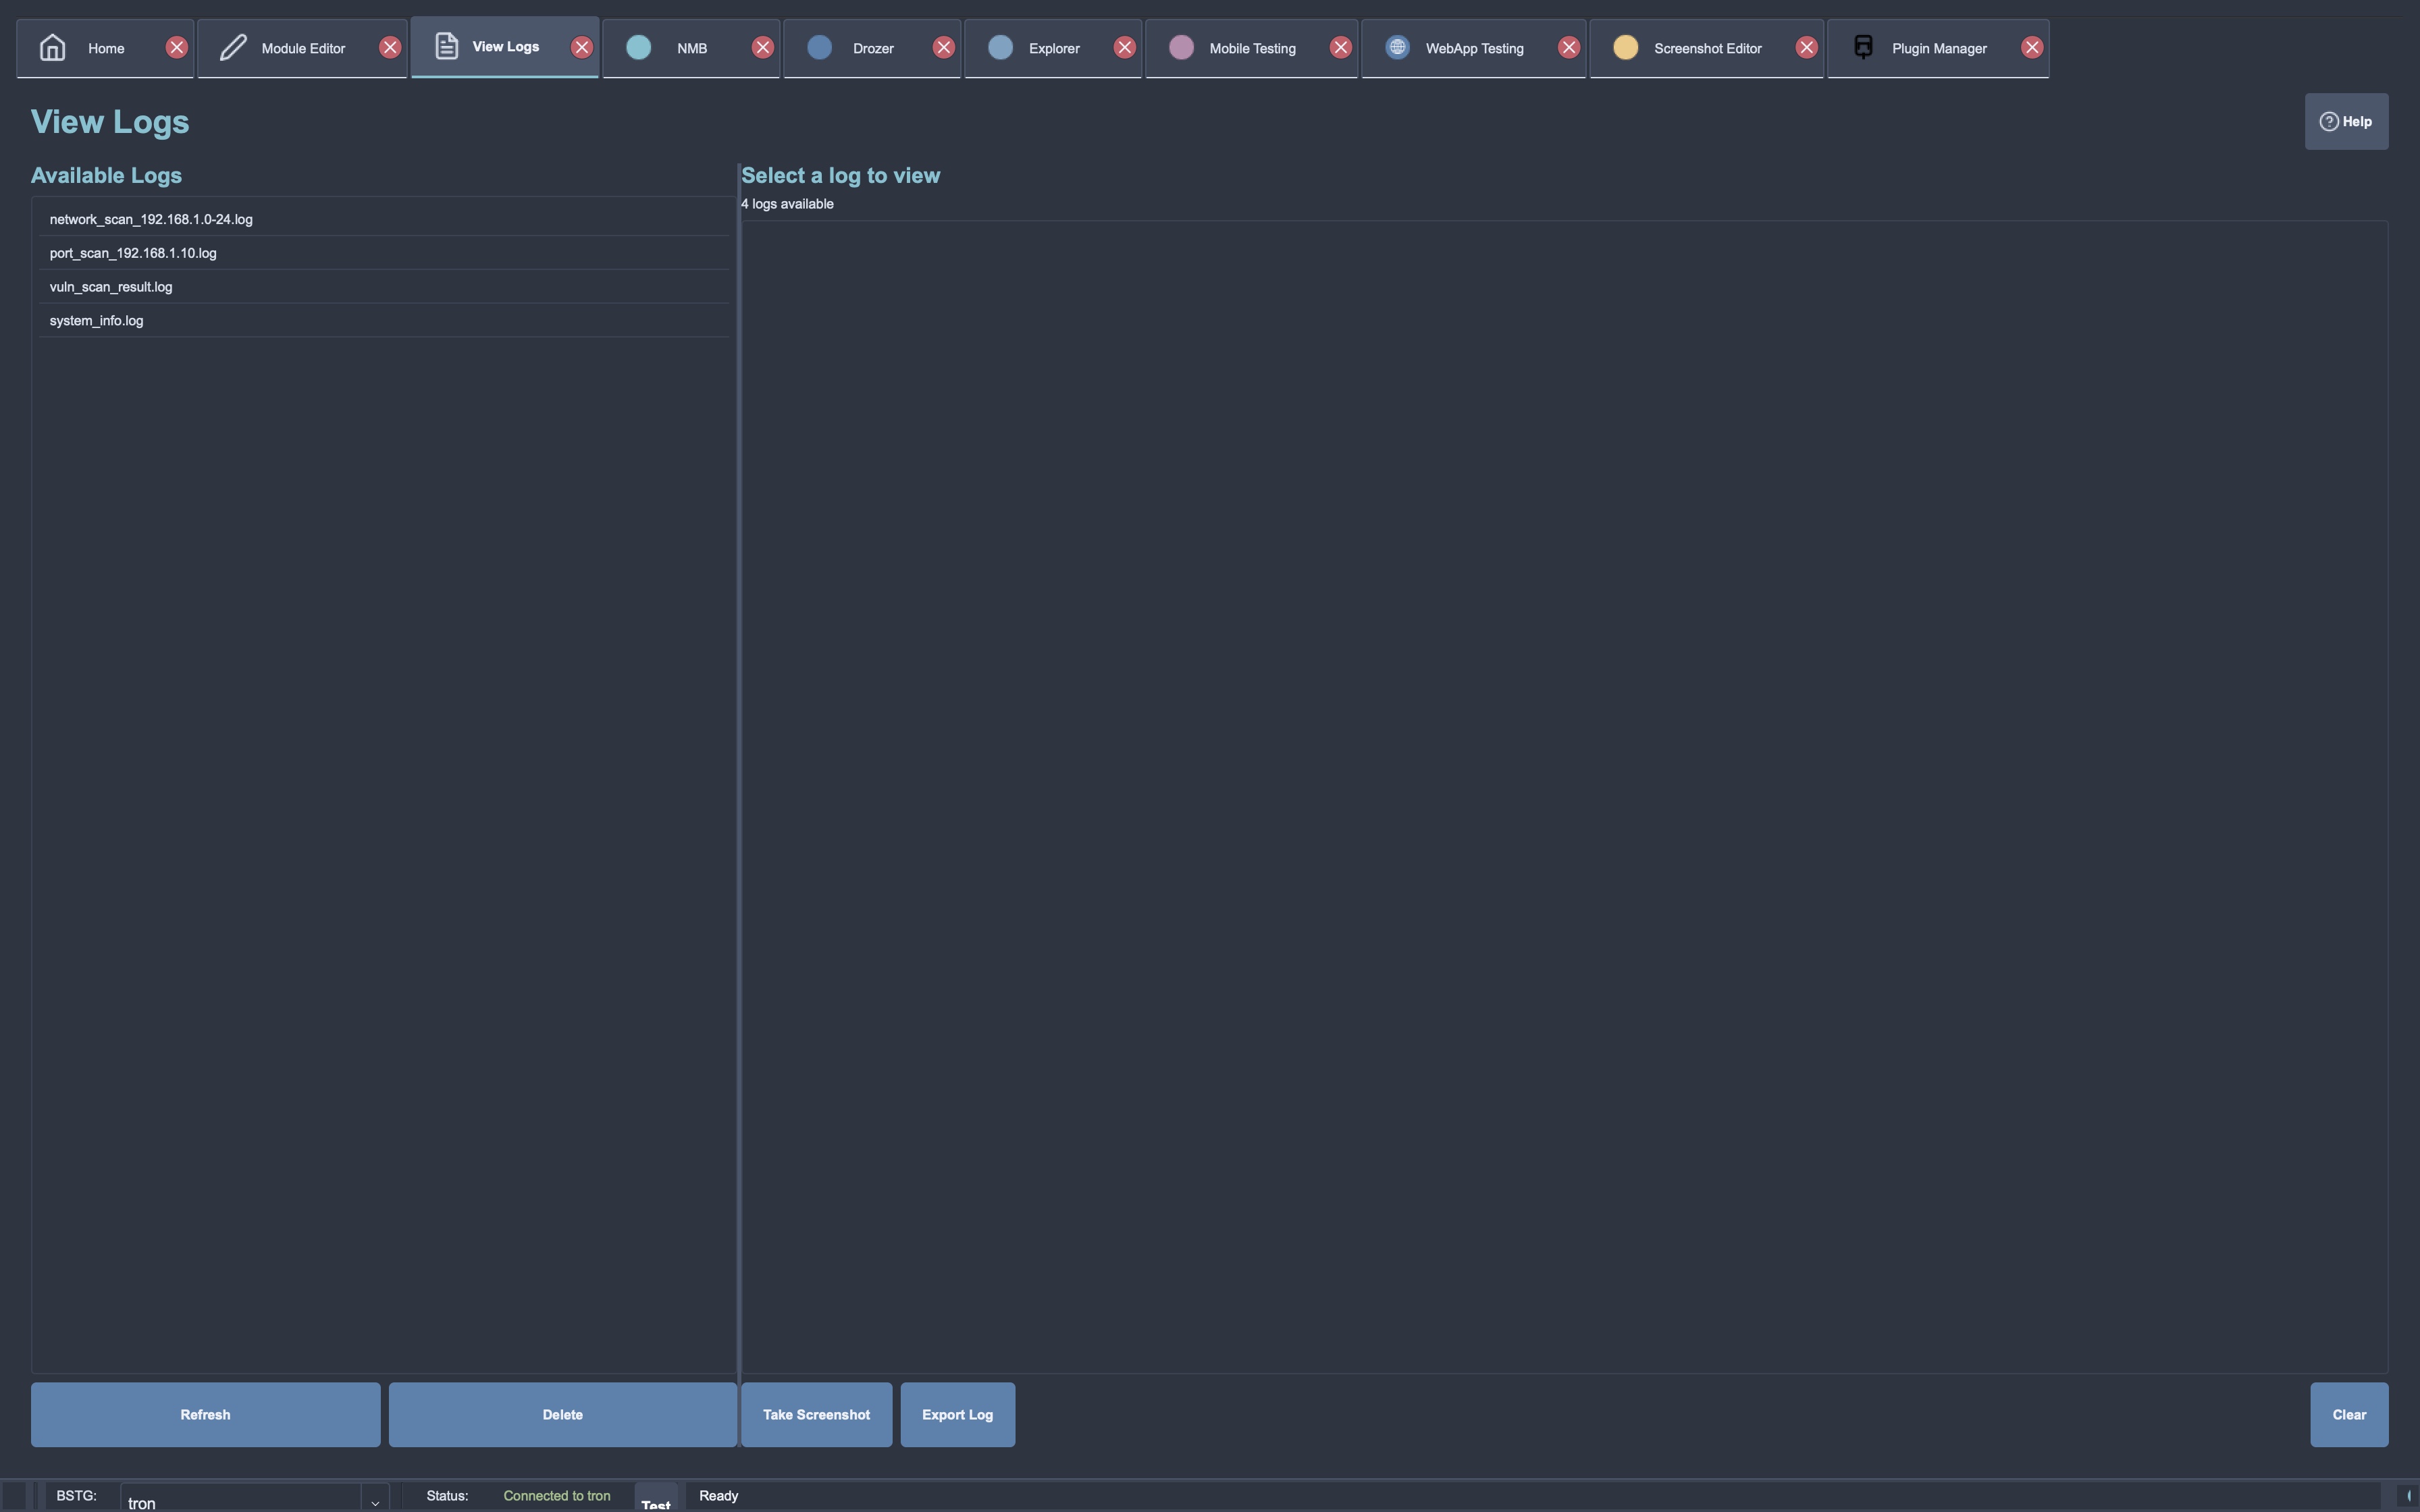 Home
Module Editor
View Logs
NMB
Drozer
Explorer
Mobile Testing
WebApp Testing
Screenshot Editor
Plugin Manager
View Logs
Help
Available Logs
network_scan_192.168.1.0-24.log
port_scan_192.168.1.10.log
vuln_scan_result.log
system_info.log
Select a log to view
4 logs available
Refresh
Delete
Take Screenshot
Export Log
Clear
BSTG:
tron
Status:
Connected to tron
Test
Ready